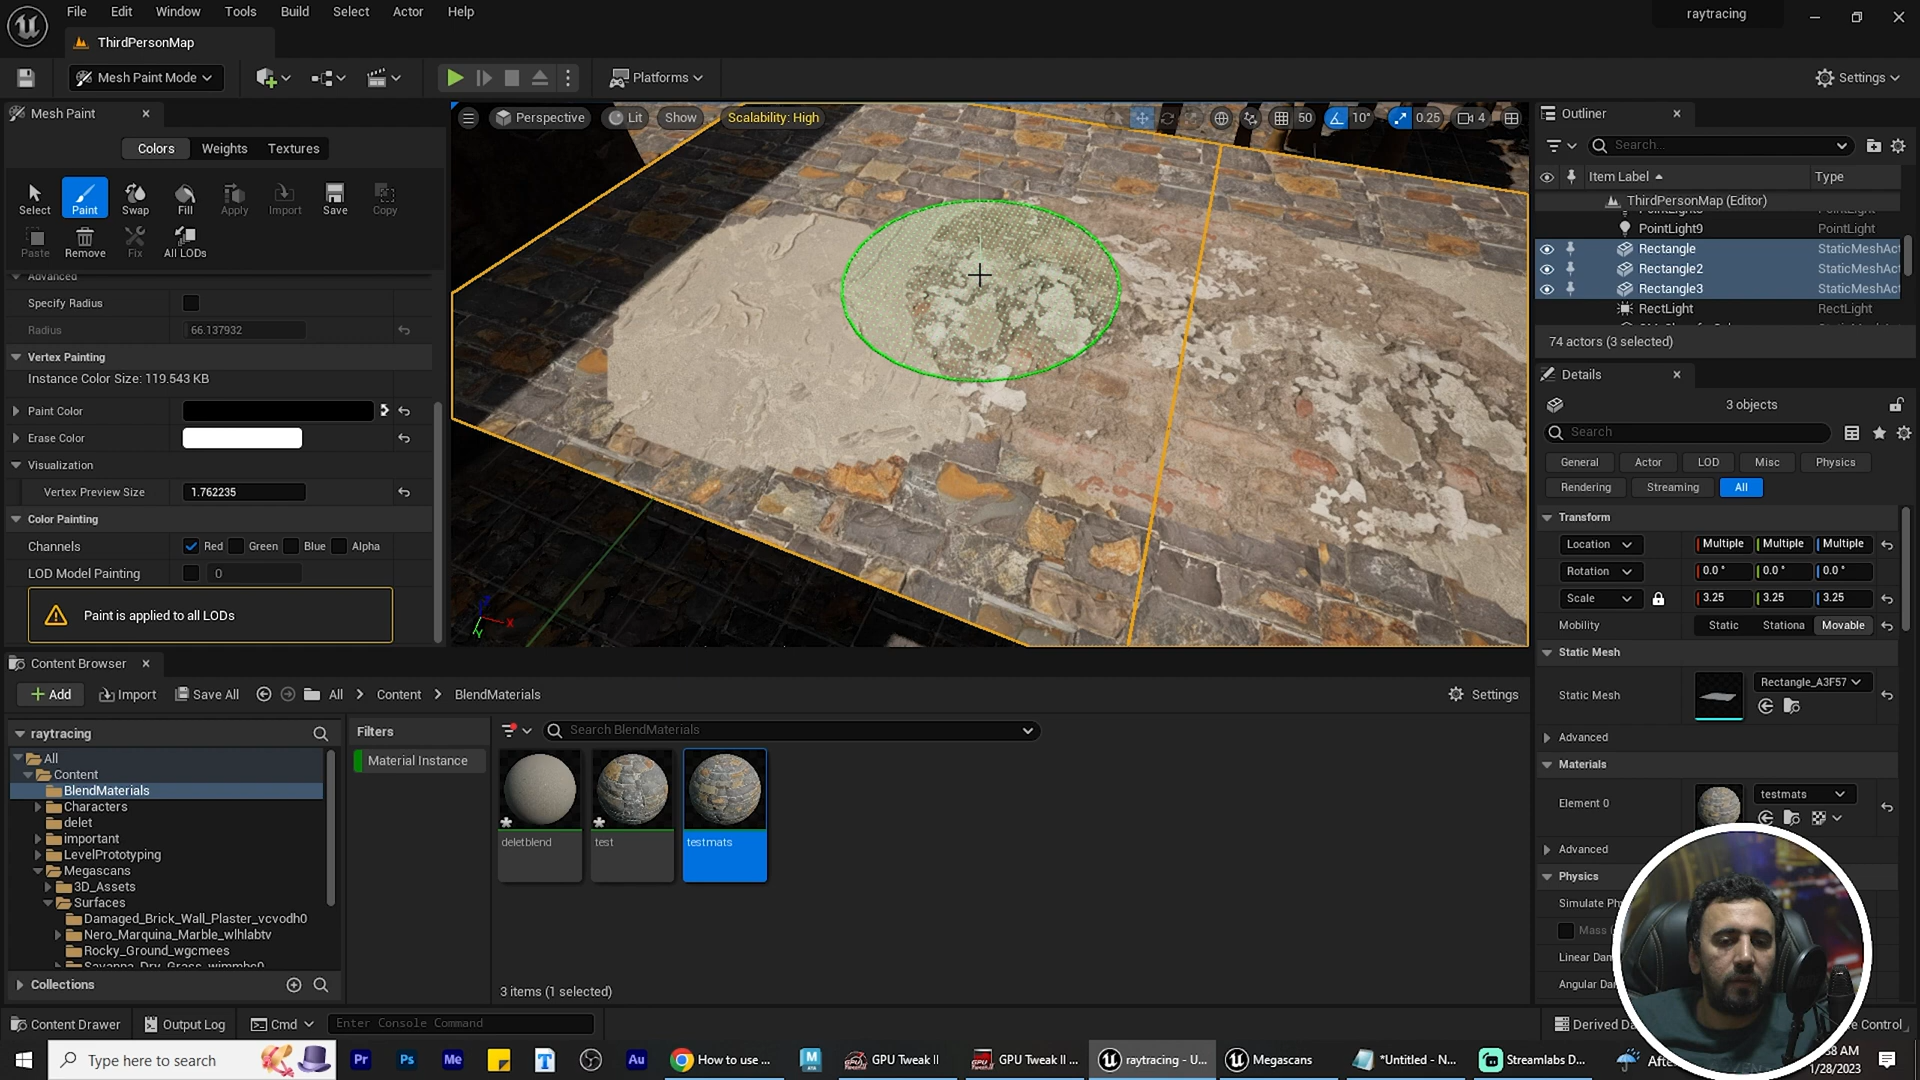 File Edit Window Tools Build Select Actor Help
raytracing
ThirdPersonMap
Mesh Paint Mode
Platforms
Settings
Mesh Paint
Colors Weights Textures
Select Paint Swap Fill Apply Import Save Copy
Paste Remove Fix All LODs
Advanced
Specify Radius
Radius 66.137932
Vertex Painting
Instance Color Size: 119.543 KB
Paint Color
Erase Color
Visualization
Vertex Preview Size 1.762235
Color Painting
Channels Red Green Blue Alpha
LOD Model Painting 0
Paint is applied to all LODs
Perspective Lit Show Scalability: High
50 10° 0.25 4
X
Y
Outliner
Search...
Item Label Type
ThirdPersonMap (Editor)
PointLight9 PointLight
Rectangle StaticMeshAct
Rectangle2 StaticMeshAct
Rectangle3 StaticMeshAct
RectLight RectLight
74 actors (3 selected)
Details
3 objects
Search
General Actor LOD Misc Physics
Rendering Streaming All
Transform
Location Multiple Multiple Multiple
Rotation 0.0 ° 0.0 ° 0.0 °
Scale 3.25 3.25 3.25
Mobility Static Stationa Movable
Static Mesh
Static Mesh Rectangle_A3F57
Advanced
Materials
Element 0 testmats
Advanced
Physics
Simulate Ph
Mass (
Linear Dam
Angular Da
Content Browser
Add Import Save All All Content BlendMaterials Settings
raytracing
All
Content
BlendMaterials
Characters
delet
important
LevelPrototyping
Megascans
3D_Assets
Surfaces
Damaged_Brick_Wall_Plaster_vcvodh0
Nero_Marquina_Marble_wlhlabtv
Rocky_Ground_wgcmees
Collections
Filters
Material Instance
Search BlendMaterials
deletblend test testmats
3 items (1 selected)
Content Drawer Output Log Cmd Enter Console Command
Derived Da
e Control
Type here to search
Pr Ps Me T Au
How to use ...
GPU Tweak II
GPU Tweak II ...
raytracing - U...
Megascans
*Untitled - N...
Streamlabs D...
:38 AM
1/28/2023